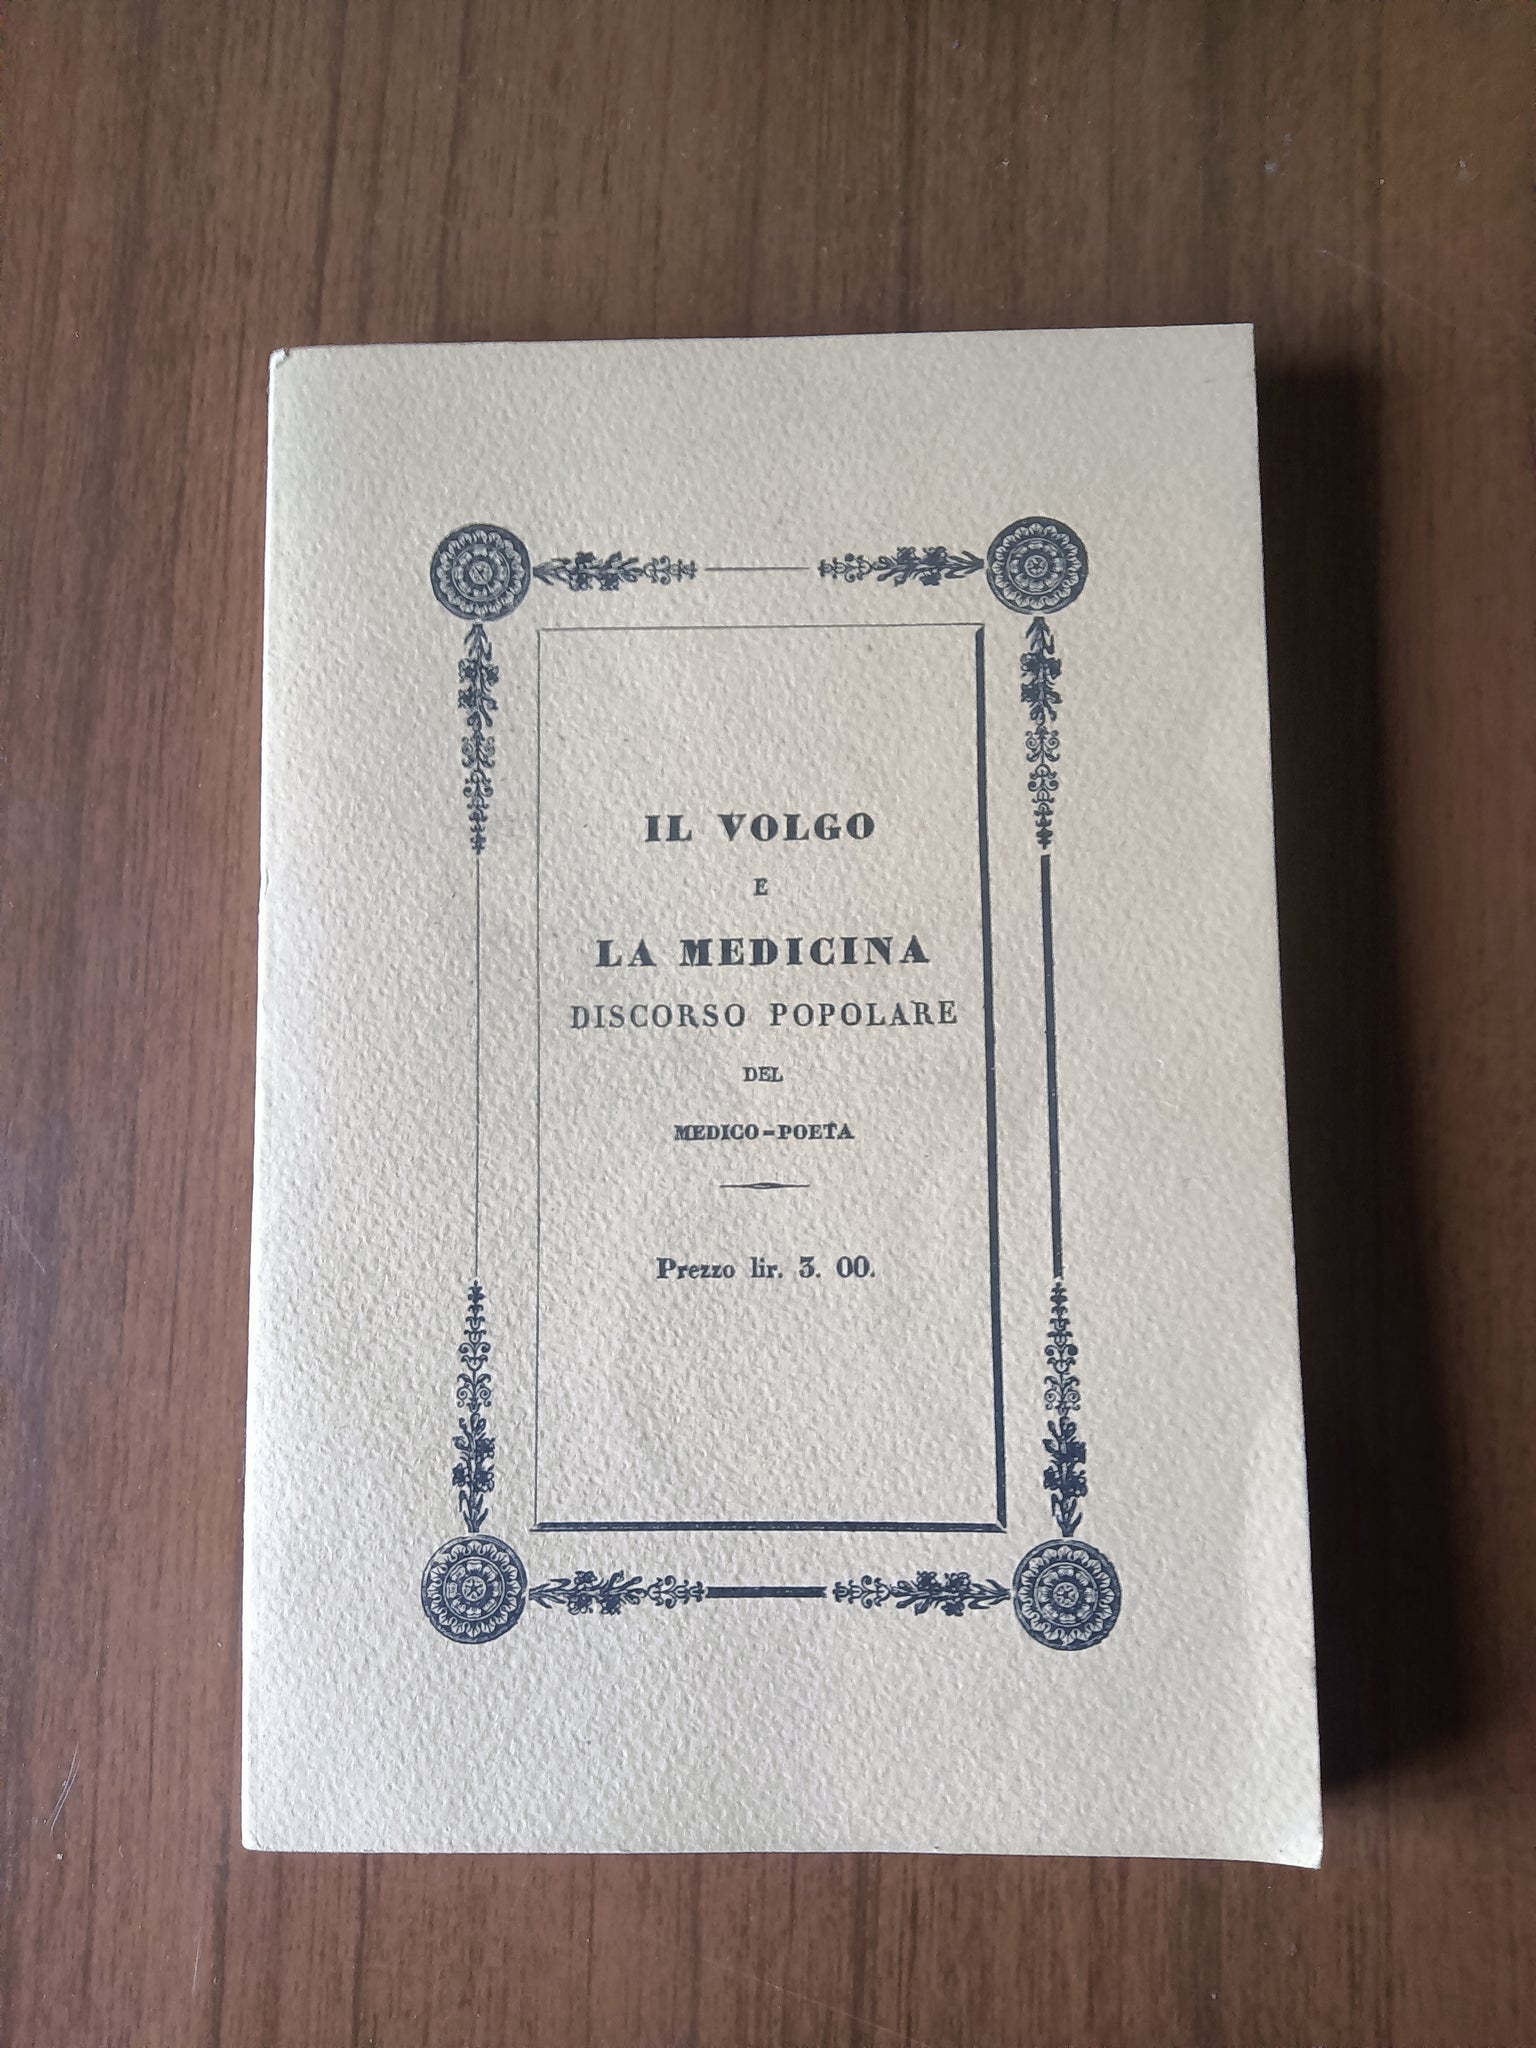 IL VOLGO
E
LA MEDICINA
DISCORSO POPOLARE
DEL
MEDICO-POETA
Prezzo lir. 3. 00.